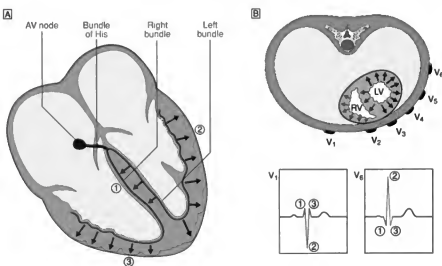 A
AV node
Bundle of His
Right bundle
Left bundle
①
②
③
B
LV
RV
V1
V2
V3
V4
V5
V6
V1
① ③
②
V6
②
① ③